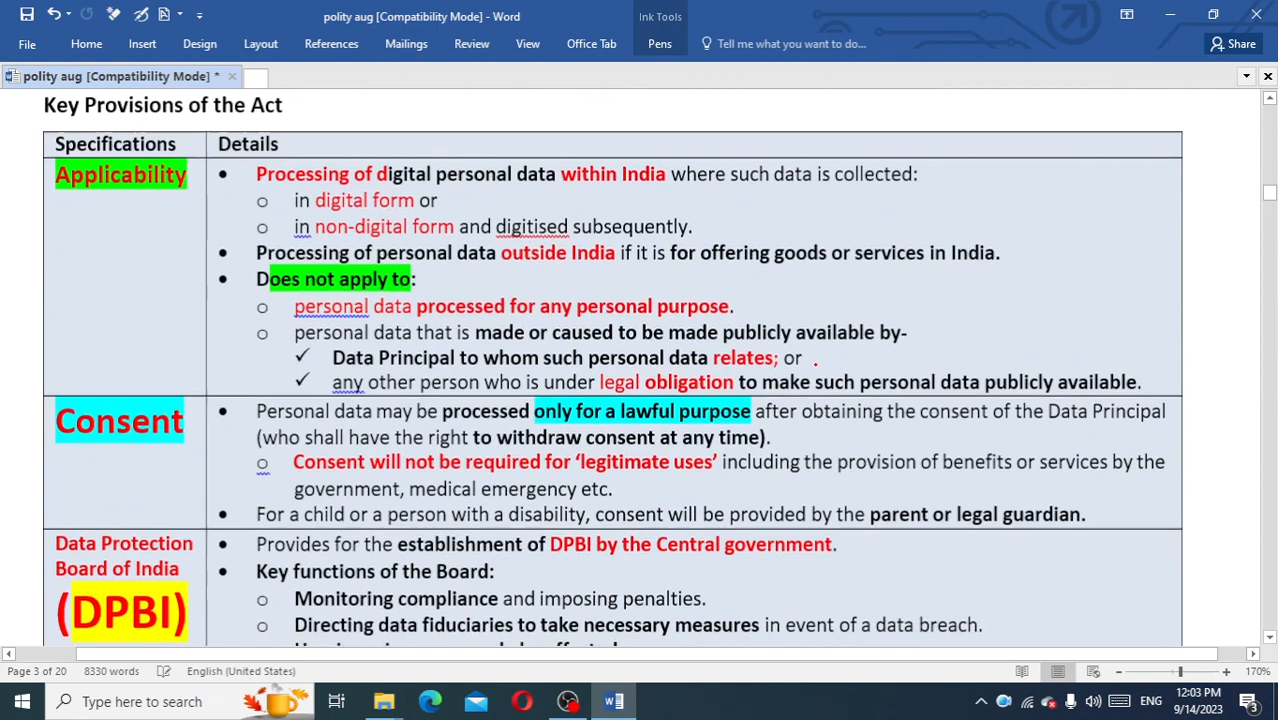 polity aug [Compatibility Mode] - Word
Ink Tools
File Home Insert Design Layout References Mailings Review View Office Tab Pens Tell me what you want to do... Share
polity aug [Compatibility Mode] *
Key Provisions of the Act
Specifications Details
Applicability • Processing of digital personal data within India where such data is collected:
o in digital form or
o in non-digital form and digitised subsequently.
• Processing of personal data outside India if it is for offering goods or services in India.
• Does not apply to:
o personal data processed for any personal purpose.
o personal data that is made or caused to be made publicly available by-
✓ Data Principal to whom such personal data relates; or
✓ any other person who is under legal obligation to make such personal data publicly available.
Consent • Personal data may be processed only for a lawful purpose after obtaining the consent of the Data Principal
(who shall have the right to withdraw consent at any time).
o Consent will not be required for ‘legitimate uses’ including the provision of benefits or services by the
government, medical emergency etc.
• For a child or a person with a disability, consent will be provided by the parent or legal guardian.
Data Protection • Provides for the establishment of DPBI by the Central government.
Board of India • Key functions of the Board:
(DPBI) o Monitoring compliance and imposing penalties.
o Directing data fiduciaries to take necessary measures in event of a data breach.
Page 3 of 20 8330 words English (United States) 170%
Type here to search ENG 12:03 PM
9/14/2023 3